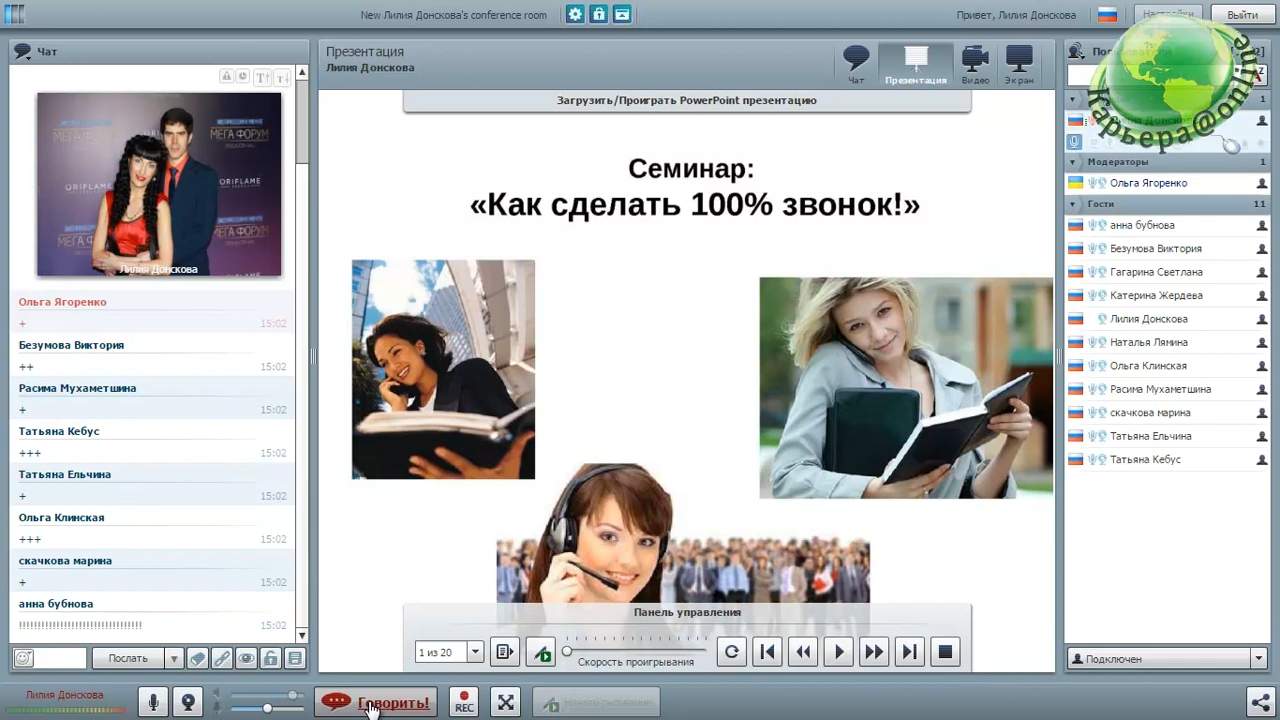 New Лилия Донскова's conference room
Привет, Лилия Донскова
Настройки
Выйти
Чат
Лилия Донскова
Ольга Ягоренко
+
15:02
Безумова Виктория
++
15:02
Расима Мухаметшина
+
15:02
Татьяна Кебус
+++
15:02
Татьяна Ельчина
+
15:02
Ольга Клинская
+++
15:02
скачкова марина
+
15:02
анна бубнова
!!!!!!!!!!!!!!!!!!!!!!!!!!!!!!!!!
15:02
Послать
Презентация
Лилия Донскова
Чат
Презентация
Видео
Экран
Загрузить/Проиграть PowerPoint презентацию
Семинар:
«Как сделать 100% звонок!»
МЕГА ФОРУМ
ORIFLAME
Панель управления
1 из 20
Скорость проигрывания
Карьера@online
1
Модераторы
1
Ольга Ягоренко
Гости
11
анна бубнова
Безумова Виктория
Гагарина Светлана
Катерина Жердева
Лилия Донскова
Наталья Лямина
Ольга Клинская
Расима Мухаметшина
скачкова марина
Татьяна Ельчина
Татьяна Кебус
Подключен
Лилия Донскова
Говорить!
REC